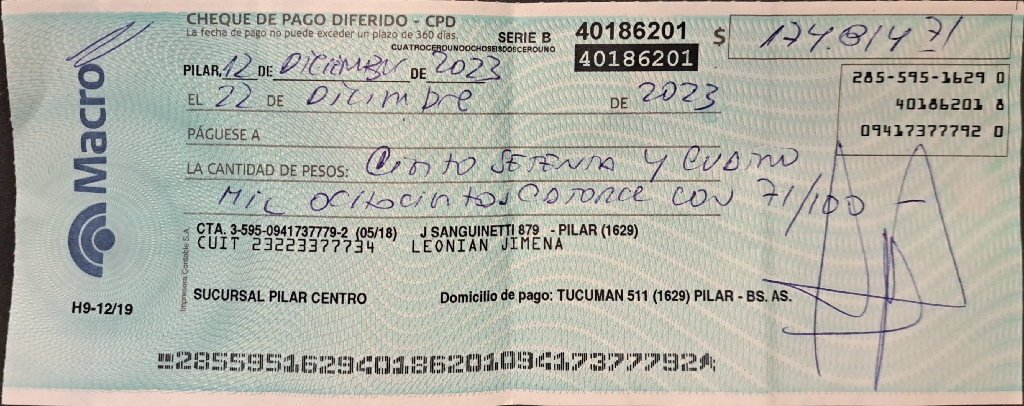 CHEQUE DE PAGO DIFERIDO - CPD
La fecha de pago no puede exceder un plazo de 360 días.
SERIE B 40186201 $ 174.814 71
CUATROCEROUNOOCHOSEISDOSCEROUNO
40186201
PILAR, 12 DE DICIEMBRE DE 2023
285-595-1629 0
EL 22 DE Dicimbre DE 2023
40186201 8
PÁGUESE A
09417377792 0
LA CANTIDAD DE PESOS: Ciento SETENTA Y CUATRO
MIL OCHOCIENTOS CATORCE CON 71/100 —
CTA. 3-595-0941737779-2 (05/18) J SANGUINETTI 879 - PILAR (1629)
CUIT 23223377734 LEONIAN JIMENA
SUCURSAL PILAR CENTRO Domicilio de pago: TUCUMAN 511 (1629) PILAR - BS. AS.
Macro
H9-12/19
Impresora Contable S.A
285595162940186201094173777792